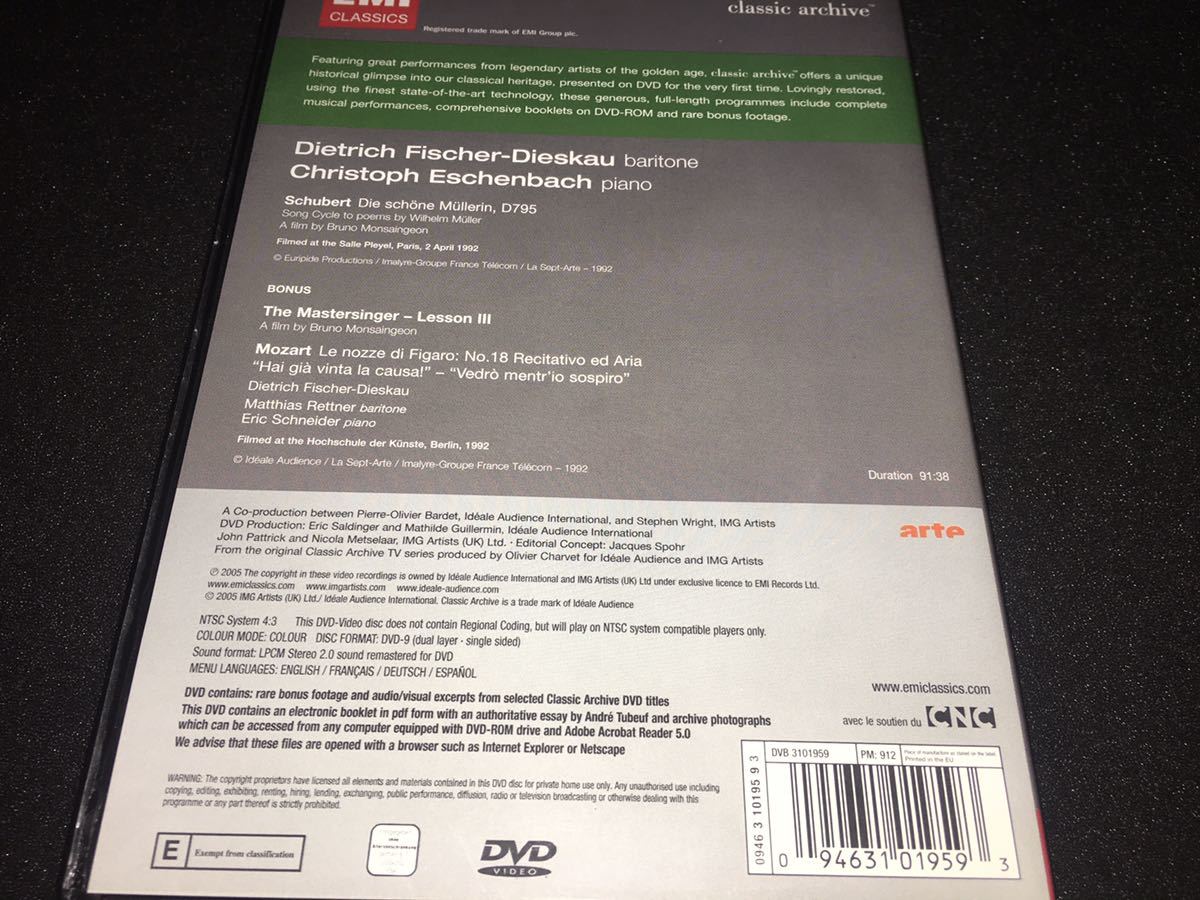 EMI
CLASSICS
classic archive™
Registered trade mark of EMI Group plc.
Featuring great performances from legendary artists of the golden age, classic archive™ offers a unique
historical glimpse into our classical heritage, presented on DVD for the very first time. Lovingly restored,
using the finest state-of-the-art technology, these generous, full-length programmes include complete
musical performances, comprehensive booklets on DVD-ROM and rare bonus footage.
Dietrich Fischer-Dieskau baritone
Christoph Eschenbach piano
Schubert Die schöne Müllerin, D795
Song Cycle to poems by Wilhelm Müller
A film by Bruno Monsaingeon
Filmed at the Salle Pleyel, Paris, 2 April 1992
© Euripide Productions / Imalyre-Groupe France Télécom / La Sept-Arte – 1992
BONUS
The Mastersinger – Lesson III
A film by Bruno Monsaingeon
Mozart Le nozze di Figaro: No.18 Recitativo ed Aria
“Hai già vinta la causa!” – “Vedrò mentr'io sospiro”
Dietrich Fischer-Dieskau
Matthias Rettner baritone
Eric Schneider piano
Filmed at the Hochschule der Künste, Berlin, 1992
© Idéale Audience / La Sept-Arte / Imalyre-Groupe France Télécom – 1992
Duration 91:38
A Co-production between Pierre-Olivier Bardet, Idéale Audience International, and Stephen Wright, IMG Artists
DVD Production: Eric Saldinger and Mathilde Guillermin, Idéale Audience International
John Pattrick and Nicola Metselaar, IMG Artists (UK) Ltd. · Editorial Concept: Jacques Spohr
From the original Classic Archive TV series produced by Olivier Charvet for Idéale Audience and IMG Artists
arte
℗ 2005 The copyright in these video recordings is owned by Idéale Audience International and IMG Artists (UK) Ltd under exclusive licence to EMI Records Ltd.
www.emiclassics.com www.imgartists.com www.ideale-audience.com
© 2005 IMG Artists (UK) Ltd./ Idéale Audience International. Classic Archive is a trade mark of Idéale Audience
NTSC System 4:3 This DVD-Video disc does not contain Regional Coding, but will play on NTSC system compatible players only.
COLOUR MODE: COLOUR DISC FORMAT: DVD-9 (dual layer · single sided)
Sound format: LPCM Stereo 2.0 sound remastered for DVD
MENU LANGUAGES: ENGLISH / FRANÇAIS / DEUTSCH / ESPAÑOL
DVD contains: rare bonus footage and audio/visual excerpts from selected Classic Archive DVD titles
This DVD contains an electronic booklet in pdf form with an authoritative essay by André Tubeuf and archive photographs
which can be accessed from any computer equipped with DVD-ROM drive and Adobe Acrobat Reader 5.0
We advise that these files are opened with a browser such as Internet Explorer or Netscape
www.emiclassics.com
avec le soutien du CNC
WARNING: The copyright proprietors have licensed all elements and materials contained in this DVD disc for private home use only. Any unauthorised use including
copying, editing, exhibiting, renting, hiring, lending, exchanging, public performance, diffusion, radio or television broadcasting or otherwise dealing with this
programme or any part thereof is strictly prohibited.
E Exempt from classification
DVD
VIDEO
0946 3 10195 9 3
DVB 3101959
PM: 912
Place of manufacture as stated on the label
Printed in the EU
0 94631 01959 3